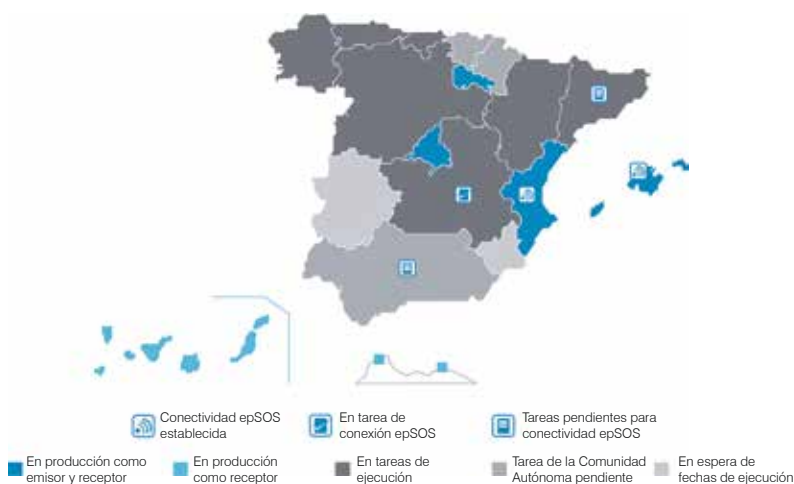 Conectividad epSOS
establecida
En tarea de
conexión epSOS
Tareas pendientes para
conectividad epSOS
En producción como
emisor y receptor
En producción
como receptor
En tareas de
ejecución
Tarea de la Comunidad
Autónoma pendiente
En espera de
fechas de ejecución